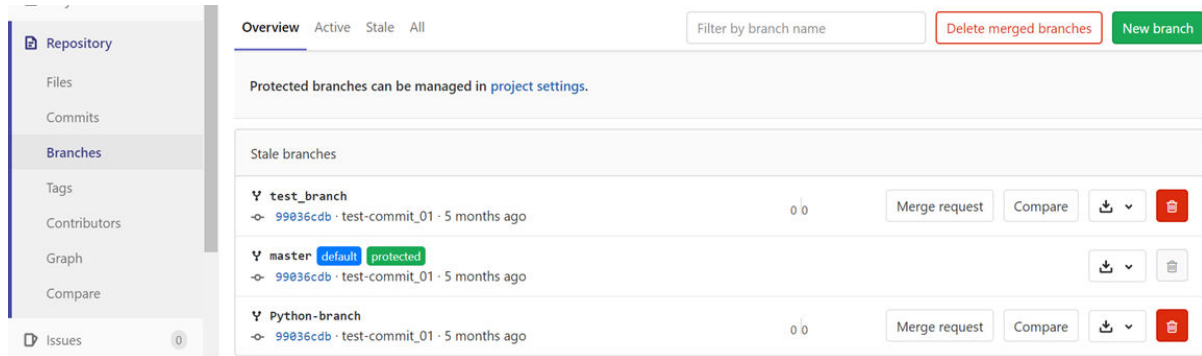 Repository
Files
Commits
Branches
Tags
Contributors
Graph
Compare
Issues 0
Overview Active Stale All Filter by branch name Delete merged branches New branch
Protected branches can be managed in project settings.
Stale branches
test_branch
99036cdb · test-commit_01 · 5 months ago
0 0 Merge request Compare
master default protected
99036cdb · test-commit_01 · 5 months ago
Python-branch
99036cdb · test-commit_01 · 5 months ago
0 0 Merge request Compare